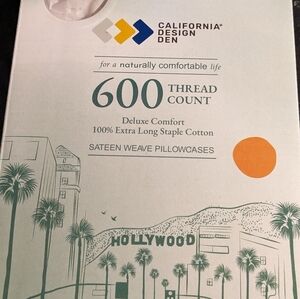 CALIFORNIA®
DESIGN
DEN
for a naturally comfortable life
600 THREAD
COUNT
Deluxe Comfort
100% Extra Long Staple Cotton
SATEEN WEAVE PILLOWCASES
HOLLYWOOD